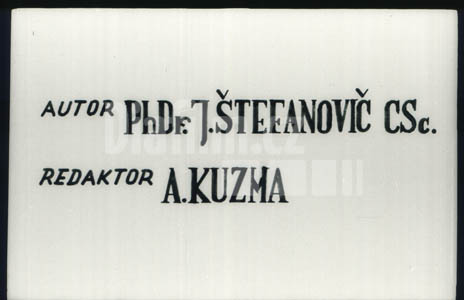 AUTOR PhDr. J. ŠTEFANOVIČ CSc.
REDAKTOR A. KUZMA